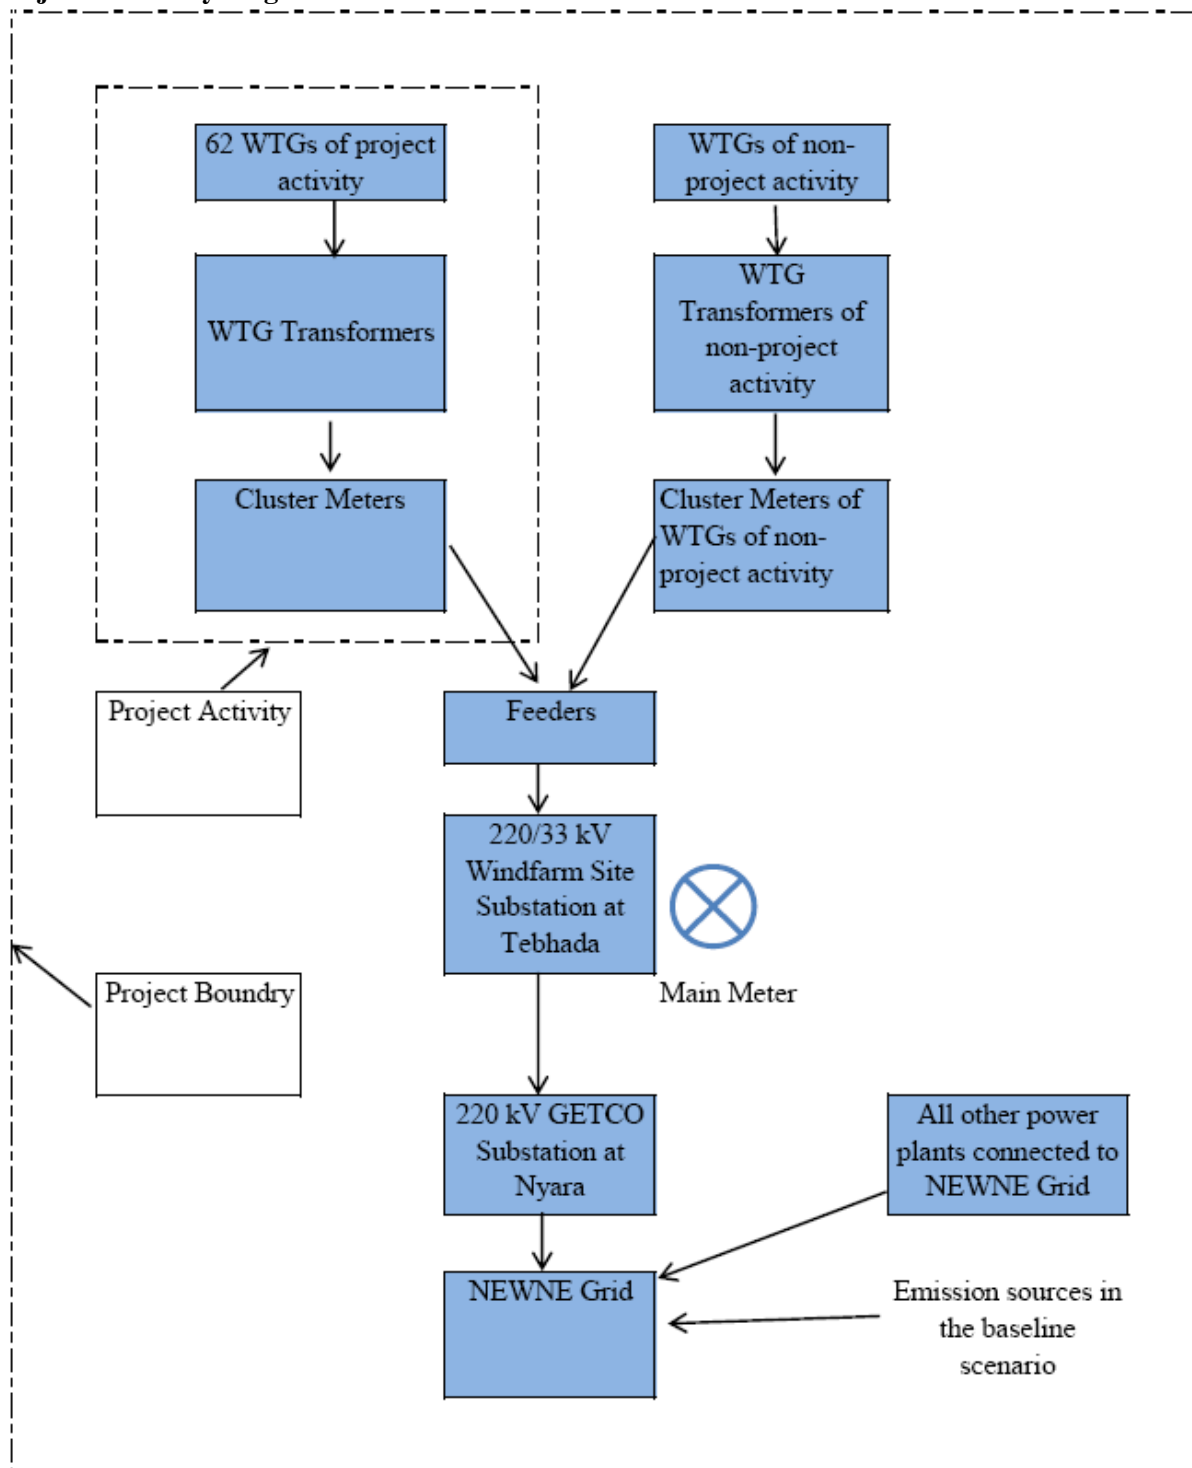 62 WTGs of project
activity
WTGs of non-
project activity
WTG Transformers
WTG
Transformers of
non-project
activity
Cluster Meters
Cluster Meters of
WTGs of non-
project activity
Project Activity
Feeders
220/33 kV
Windfarm Site
Substation at
Tebhada
Main Meter
Project Boundry
220 kV GETCO
Substation at
Nyara
All other power
plants connected to
NEWNE Grid
NEWNE Grid
Emission sources in
the baseline
scenario